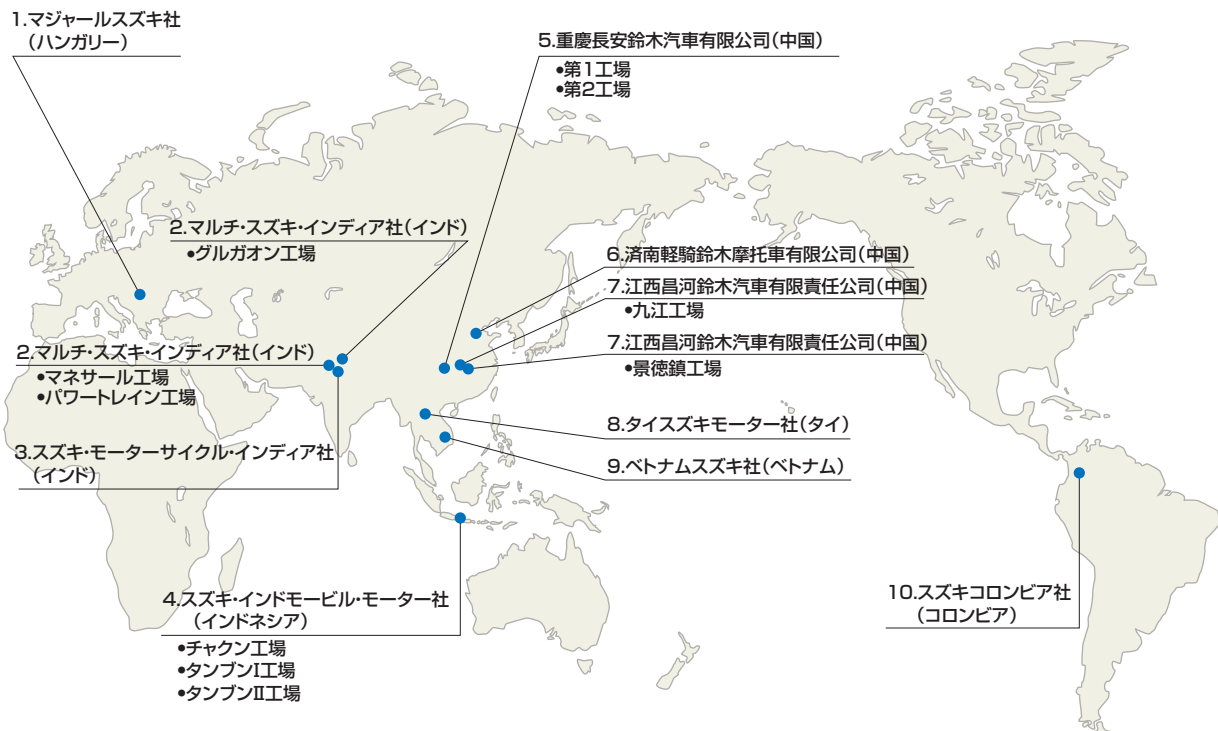 1.マジャールスズキ社
（ハンガリー）
5.重慶長安鈴木汽車有限公司（中国）
•第1工場
•第2工場
2.マルチ・スズキ・インディア社（インド）
•グルガオン工場
6.済南軽騎鈴木摩托車有限公司（中国）
7.江西昌河鈴木汽車有限責任公司（中国）
•九江工場
7.江西昌河鈴木汽車有限責任公司（中国）
•景徳鎮工場
2.マルチ・スズキ・インディア社（インド）
•マネサール工場
•パワートレイン工場
8.タイスズキモーター社（タイ）
3.スズキ・モーターサイクル・インディア社
（インド）
9.ベトナムスズキ社（ベトナム）
4.スズキ・インドモービル・モーター社
（インドネシア）
•チャクン工場
•タンブンI工場
•タンブンII工場
10.スズキコロンビア社
（コロンビア）